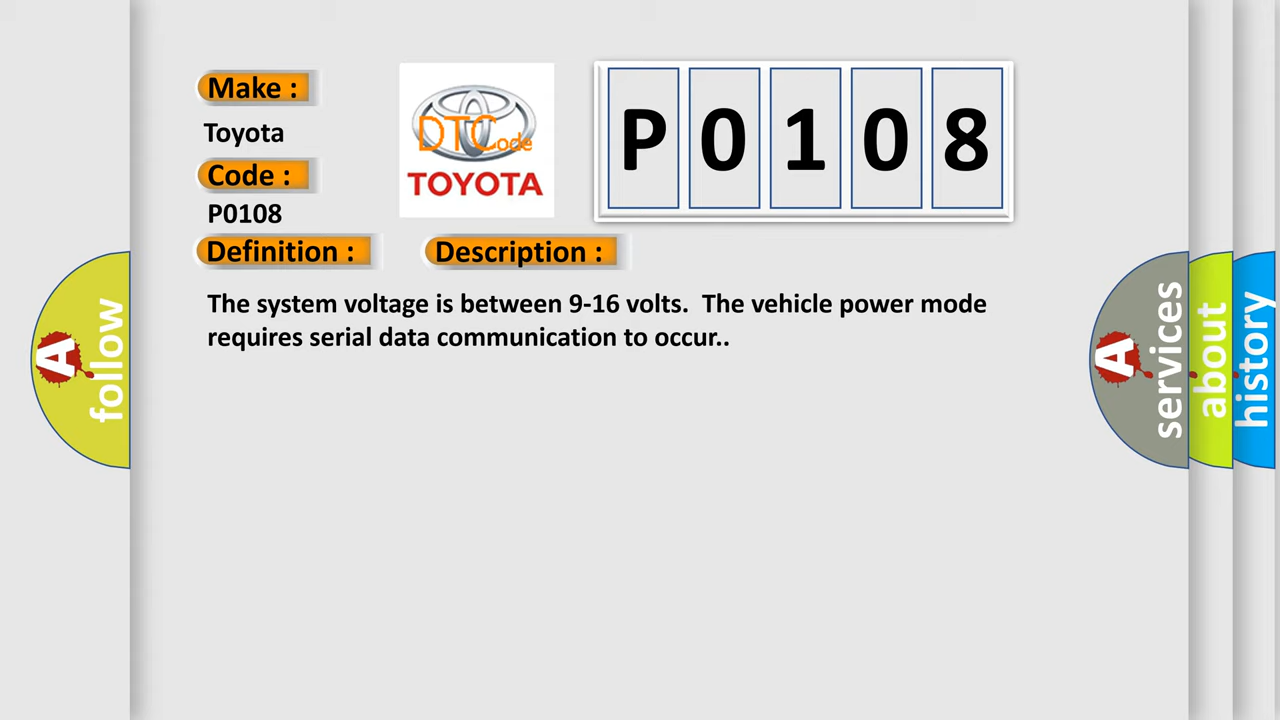 Make :
Toyota
Code :
P0108
Definition :
Description :
The system voltage is between 9-16 volts  The vehicle power mode
requires serial data communication to occur..
DTCode
TOYOTA
P0108
A
follow
A
services
about
history